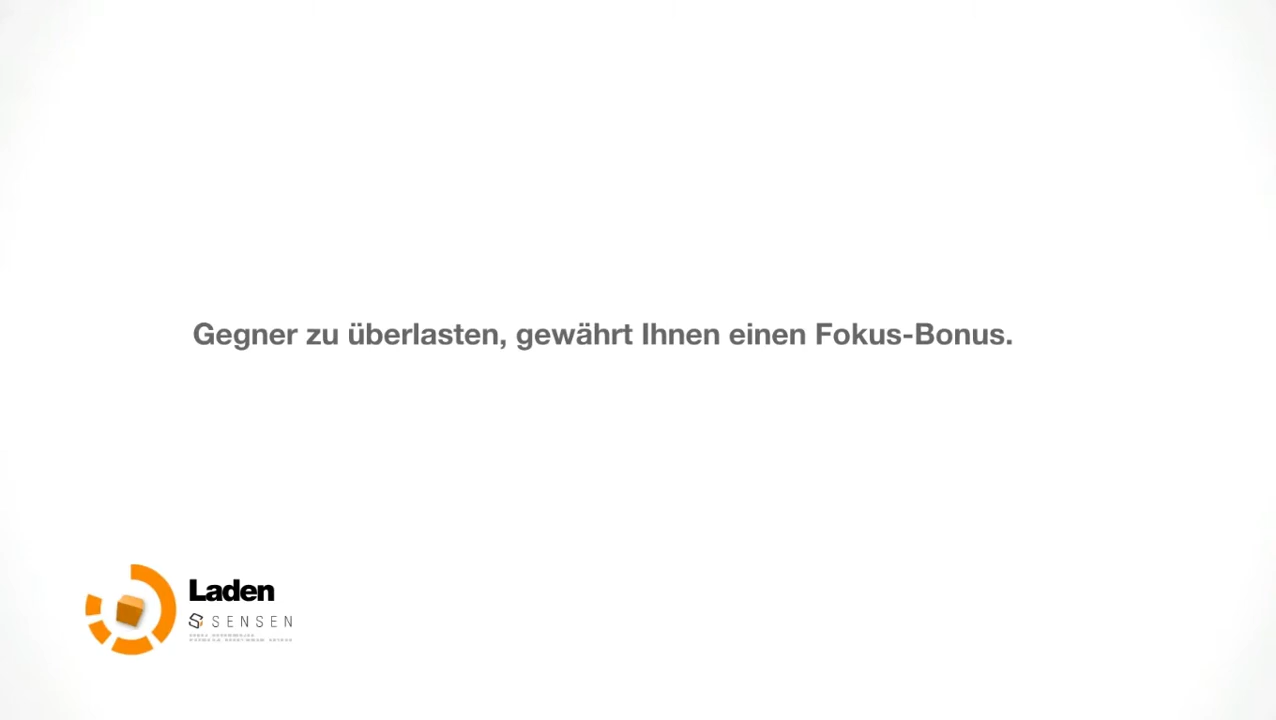 Gegner zu überlasten, gewährt Ihnen einen Fokus-Bonus.
Laden
SENSEN